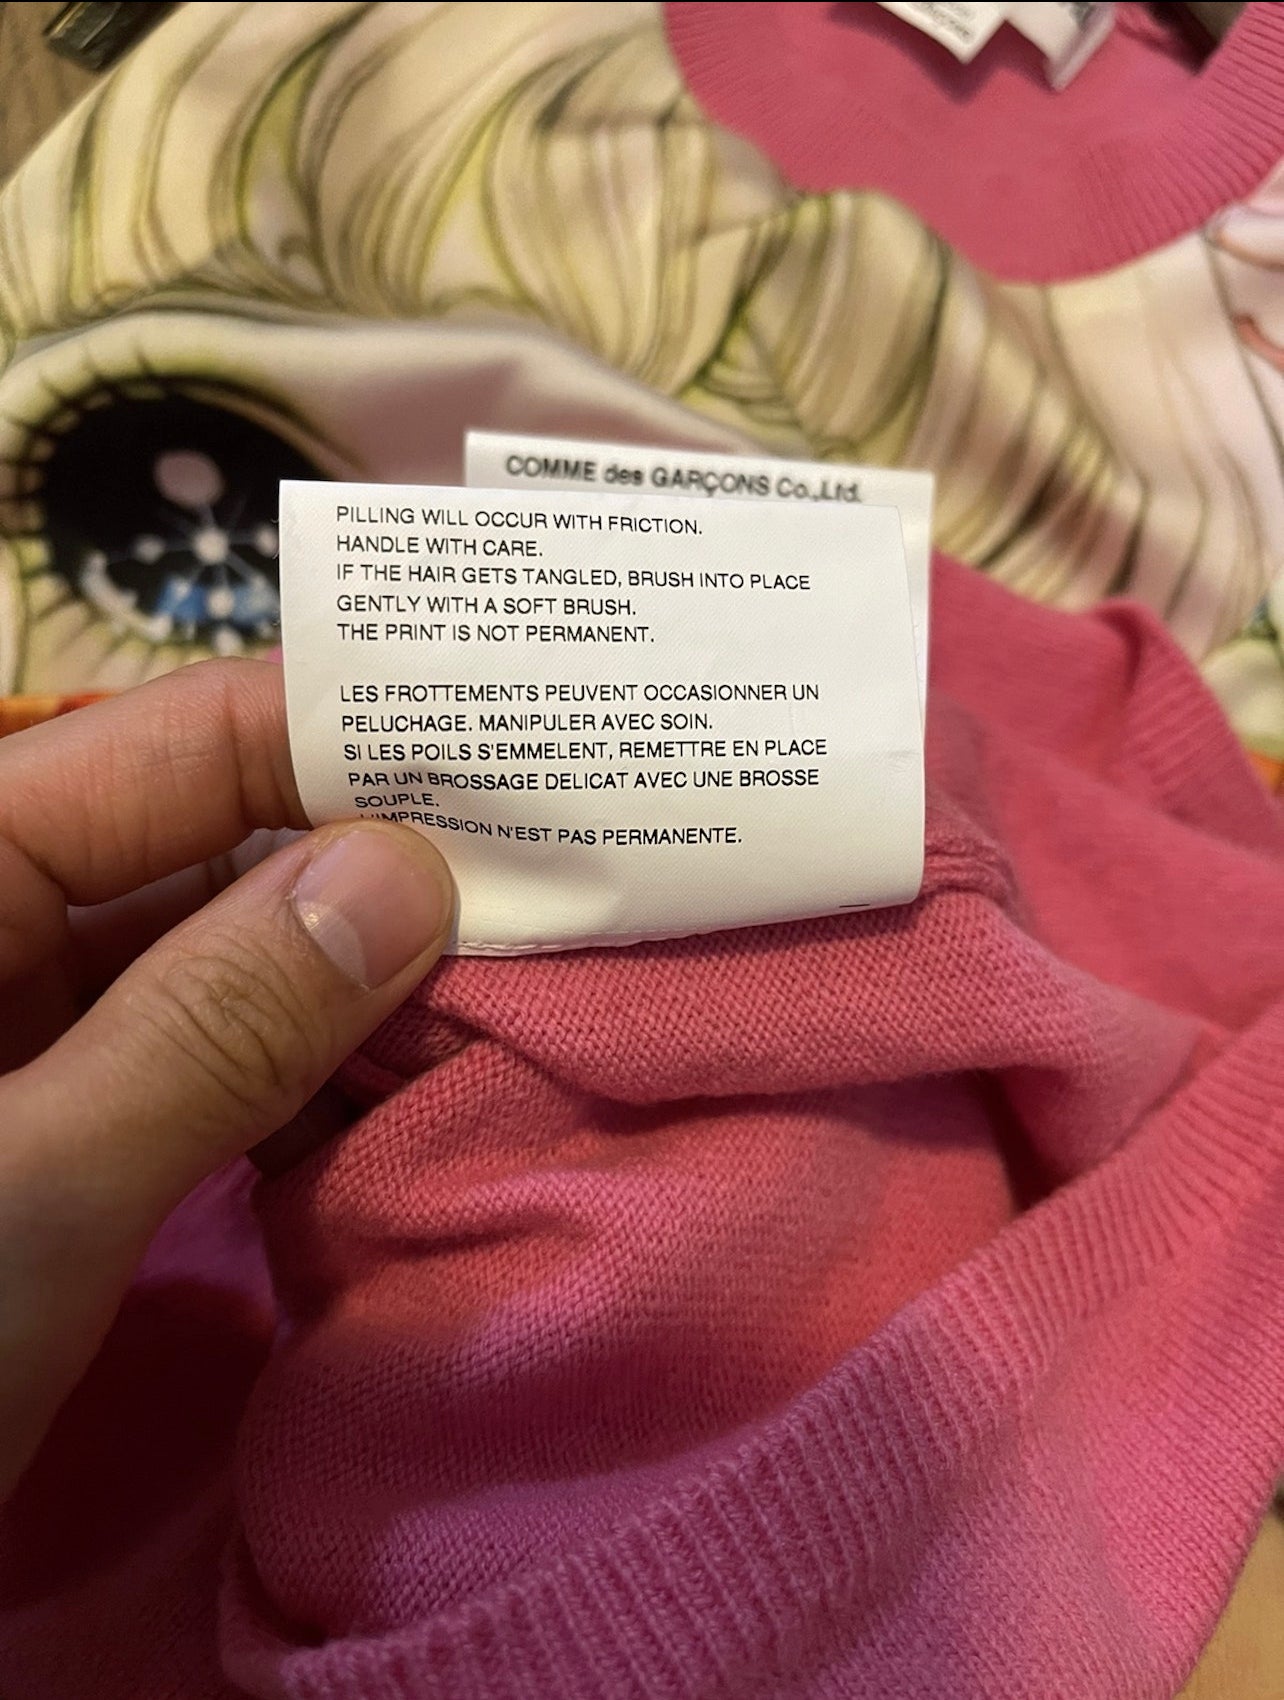 COMME des GARÇONS Co.,Ltd.
PILLING WILL OCCUR WITH FRICTION.
HANDLE WITH CARE.
IF THE HAIR GETS TANGLED, BRUSH INTO PLACE
GENTLY WITH A SOFT BRUSH.
THE PRINT IS NOT PERMANENT.
LES FROTTEMENTS PEUVENT OCCASIONNER UN
PELUCHAGE. MANIPULER AVEC SOIN.
SI LES POILS S'EMMELENT, REMETTRE EN PLACE
PAR UN BROSSAGE DELICAT AVEC UNE BROSSE
SOUPLE.
L'IMPRESSION N'EST PAS PERMANENTE.